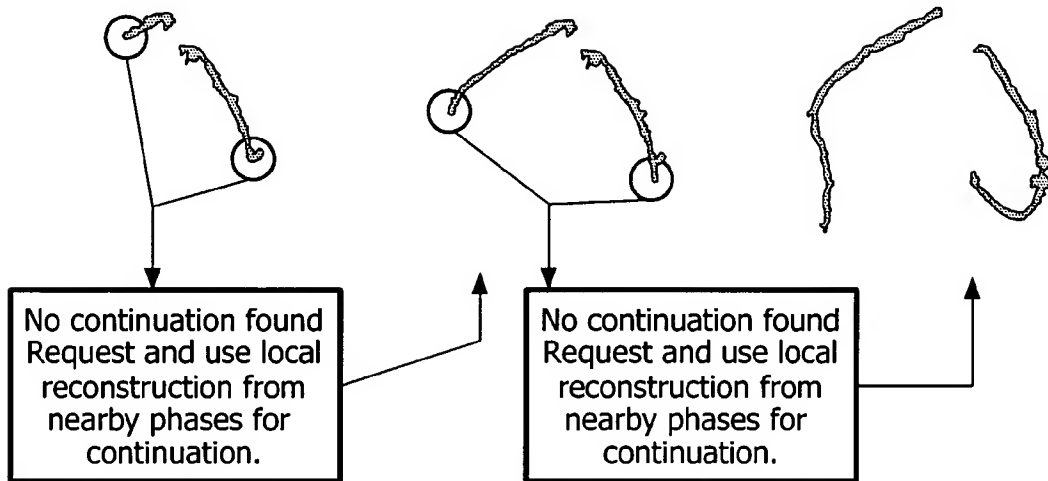 No continuation found
Request and use local
reconstruction from
nearby phases for
continuation.
No continuation found
Request and use local
reconstruction from
nearby phases for
continuation.